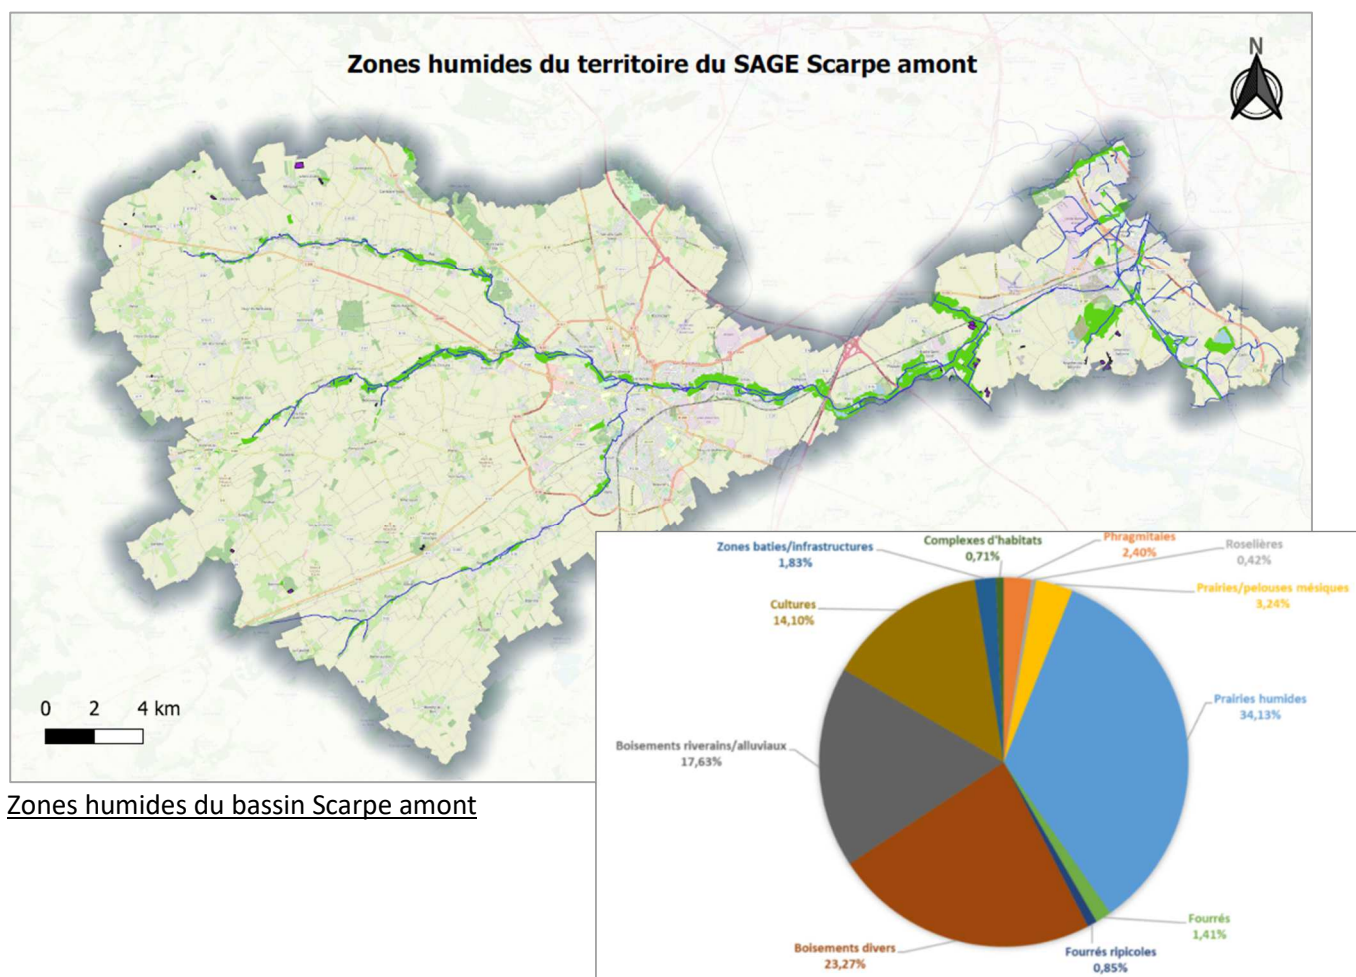 Zones humides du territoire du SAGE Scarpe amont
N
0 2 4 km
Zones humides du bassin Scarpe amont
Zones baties/infrastructures
1,83%
Complexes d'habitats
0,71%
Phragmitaies
2,40%
Roselières
0,42%
Prairies/pelouses mésiques
3,24%
Cultures
14,10%
Prairies humides
34,13%
Boisements riverains/alluviaux
17,63%
Fourrés
1,41%
Fourrés ripicoles
0,85%
Boisements divers
23,27%